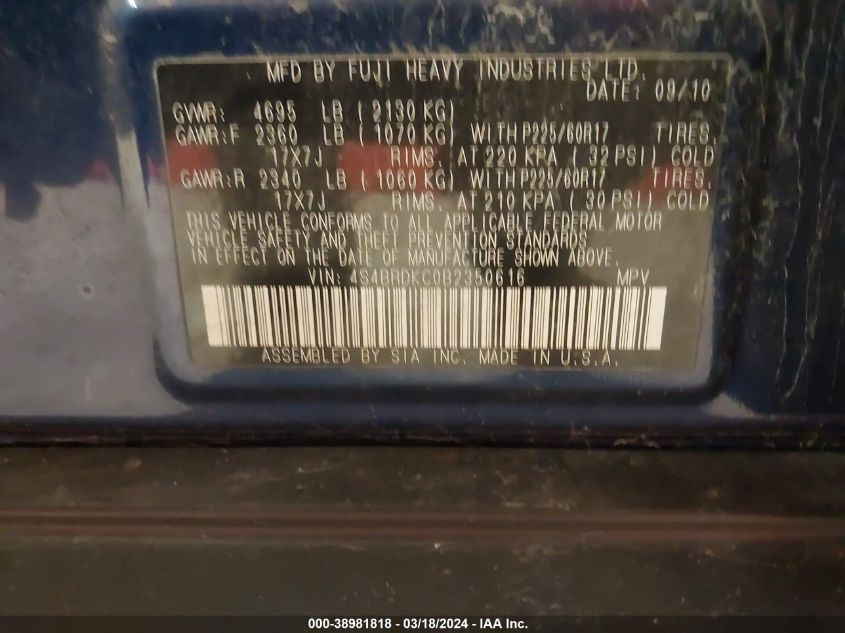 MFD BY FUJI HEAVY INDUSTRIES LTD.
DATE: 09/10
GVWR: 4695 LB (2130 KG)
GAWR:F 2360 LB (1070 KG) WITH P225/60R17 TIRES.
17X7J RIMS. AT 220 KPA (32 PSI) COLD
GAWR:R 2340 LB (1060 KG) WITH P225/60R17 TIRES.
17X7J RIMS. AT 210 KPA (30 PSI) COLD
THIS VEHICLE CONFORMS TO ALL APPLICABLE FEDERAL MOTOR
VEHICLE SAFETY AND THEFT PREVENTION STANDARDS
IN EFFECT ON THE DATE OF MANUFACTURE SHOWN ABOVE.
VIN: 4S4BRDKC0B2350616 MPV
ASSEMBLED BY SIA INC. MADE IN U.S.A.
000-38981818 - 03/18/2024 - IAA Inc.